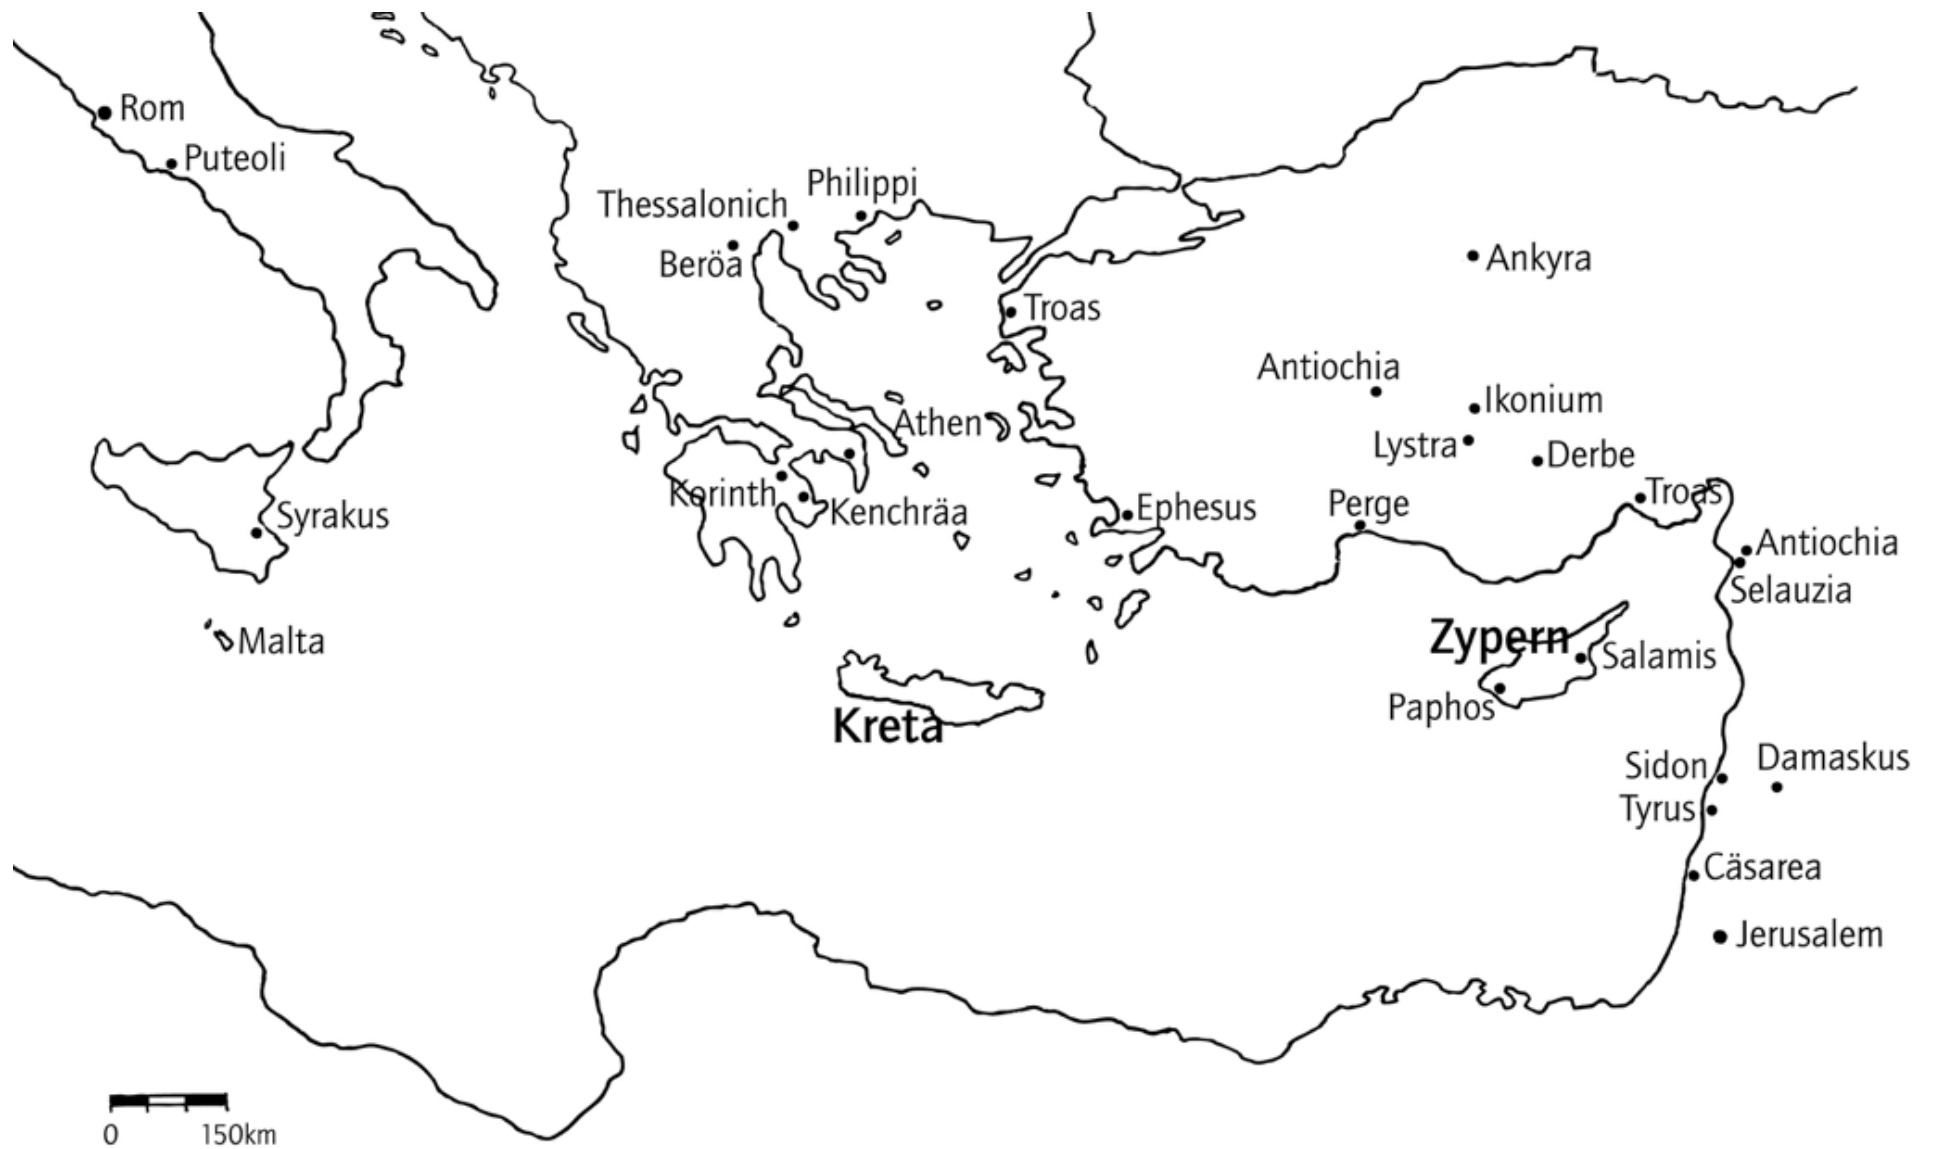 Rom
Puteoli
Philippi
Thessalonich
Beröa
Ankyra
Troas
Antiochia
Ikonium
Athen
Lystra
Derbe
Korinth
Kenchräa
Ephesus
Perge
Troas
Syrakus
Antiochia
Selauzia
Malta
Zypern
Salamis
Paphos
Kreta
Sidon
Damaskus
Tyrus
Cäsarea
Jerusalem
0 150km